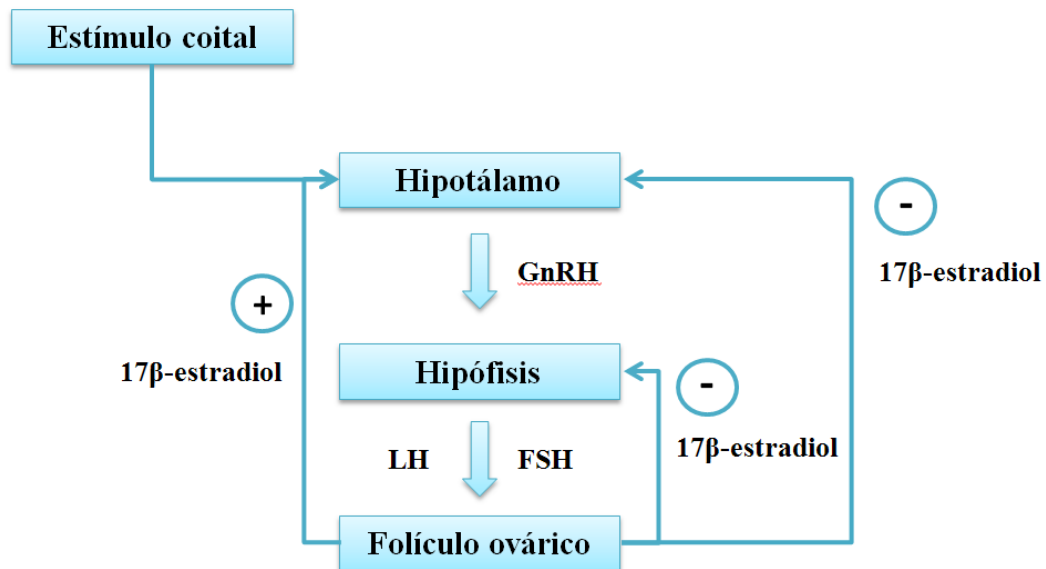 Estímulo coital
Hipotálamo
-
17β-estradiol
GnRH
+
17β-estradiol
Hipófisis
-
17β-estradiol
LH
FSH
Folículo ovárico